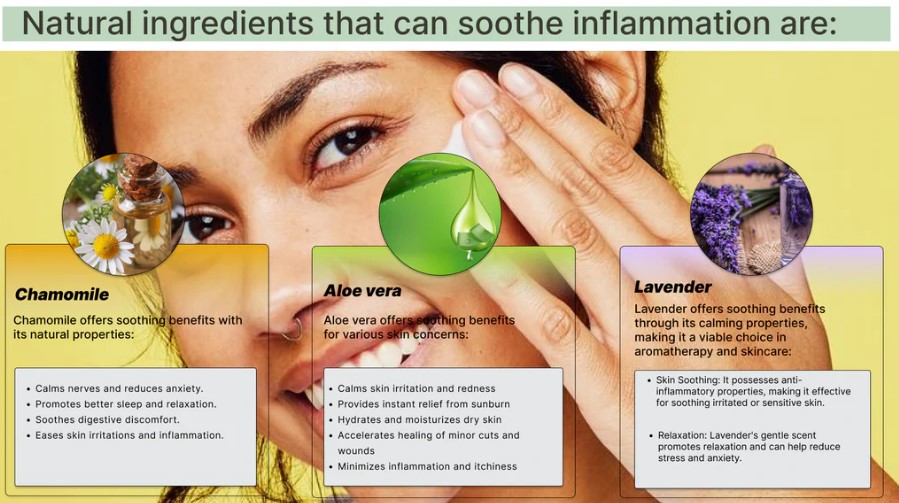 Natural ingredients that can soothe inflammation are:
Chamomile
Chamomile offers soothing benefits with
its natural properties:
• Calms nerves and reduces anxiety.
• Promotes better sleep and relaxation.
• Soothes digestive discomfort.
• Eases skin irritations and inflammation.
Aloe vera
Aloe vera offers soothing benefits
for various skin concerns:
• Calms skin irritation and redness
• Provides instant relief from sunburn
• Hydrates and moisturizes dry skin
• Accelerates healing of minor cuts and
wounds
• Minimizes inflammation and itchiness
Lavender
Lavender offers soothing benefits
through its calming properties,
making it a viable choice in
aromatherapy and skincare:
• Skin Soothing: It possesses anti-
inflammatory properties, making it effective
for soothing irritated or sensitive skin.
• Relaxation: Lavender's gentle scent
promotes relaxation and can help reduce
stress and anxiety.